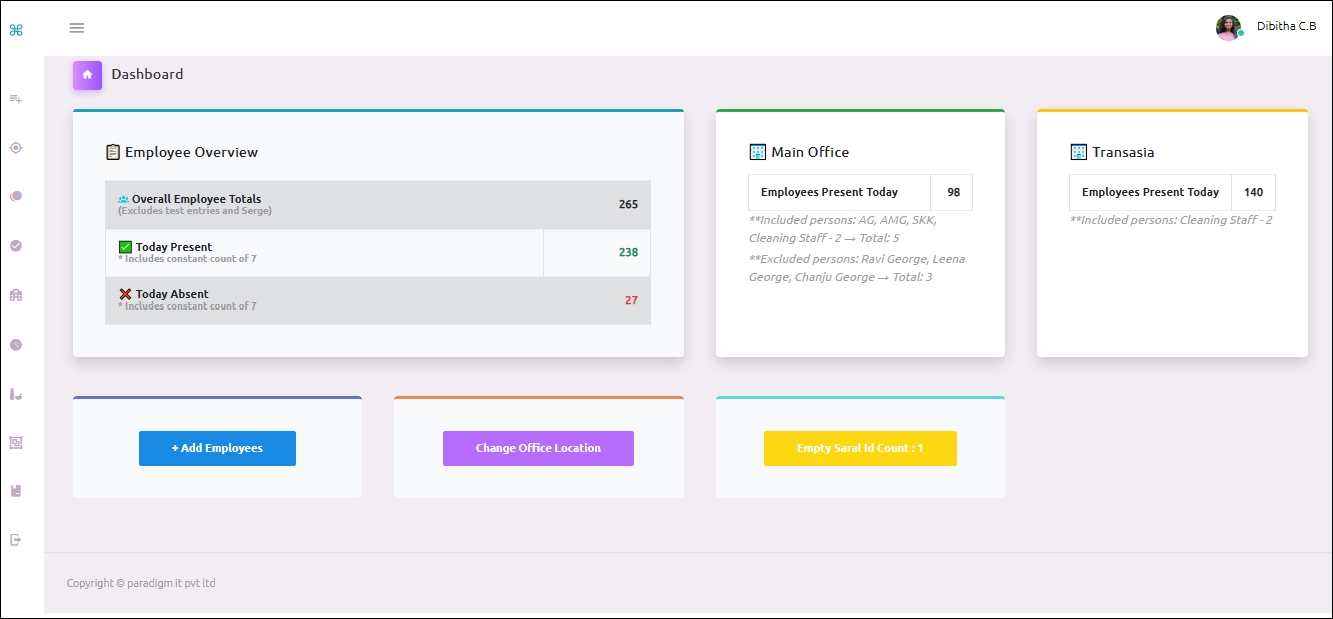 Dibitha C.B
Dashboard
Employee Overview
Overall Employee Totals 265
(Excludes test entries and Serge)
Today Present 238
* Includes constant count of 7
Today Absent 27
* Includes constant count of 7
Main Office
Employees Present Today 98
**Included persons: AG, AMG, SKK,
Cleaning Staff - 2 → Total: 5
**Excluded persons: Ravi George, Leena
George, Chanju George → Total: 3
Transasia
Employees Present Today 140
**Included persons: Cleaning Staff - 2
+ Add Employees
Change Office Location
Empty Saral Id Count : 1
Copyright © paradigm it pvt ltd